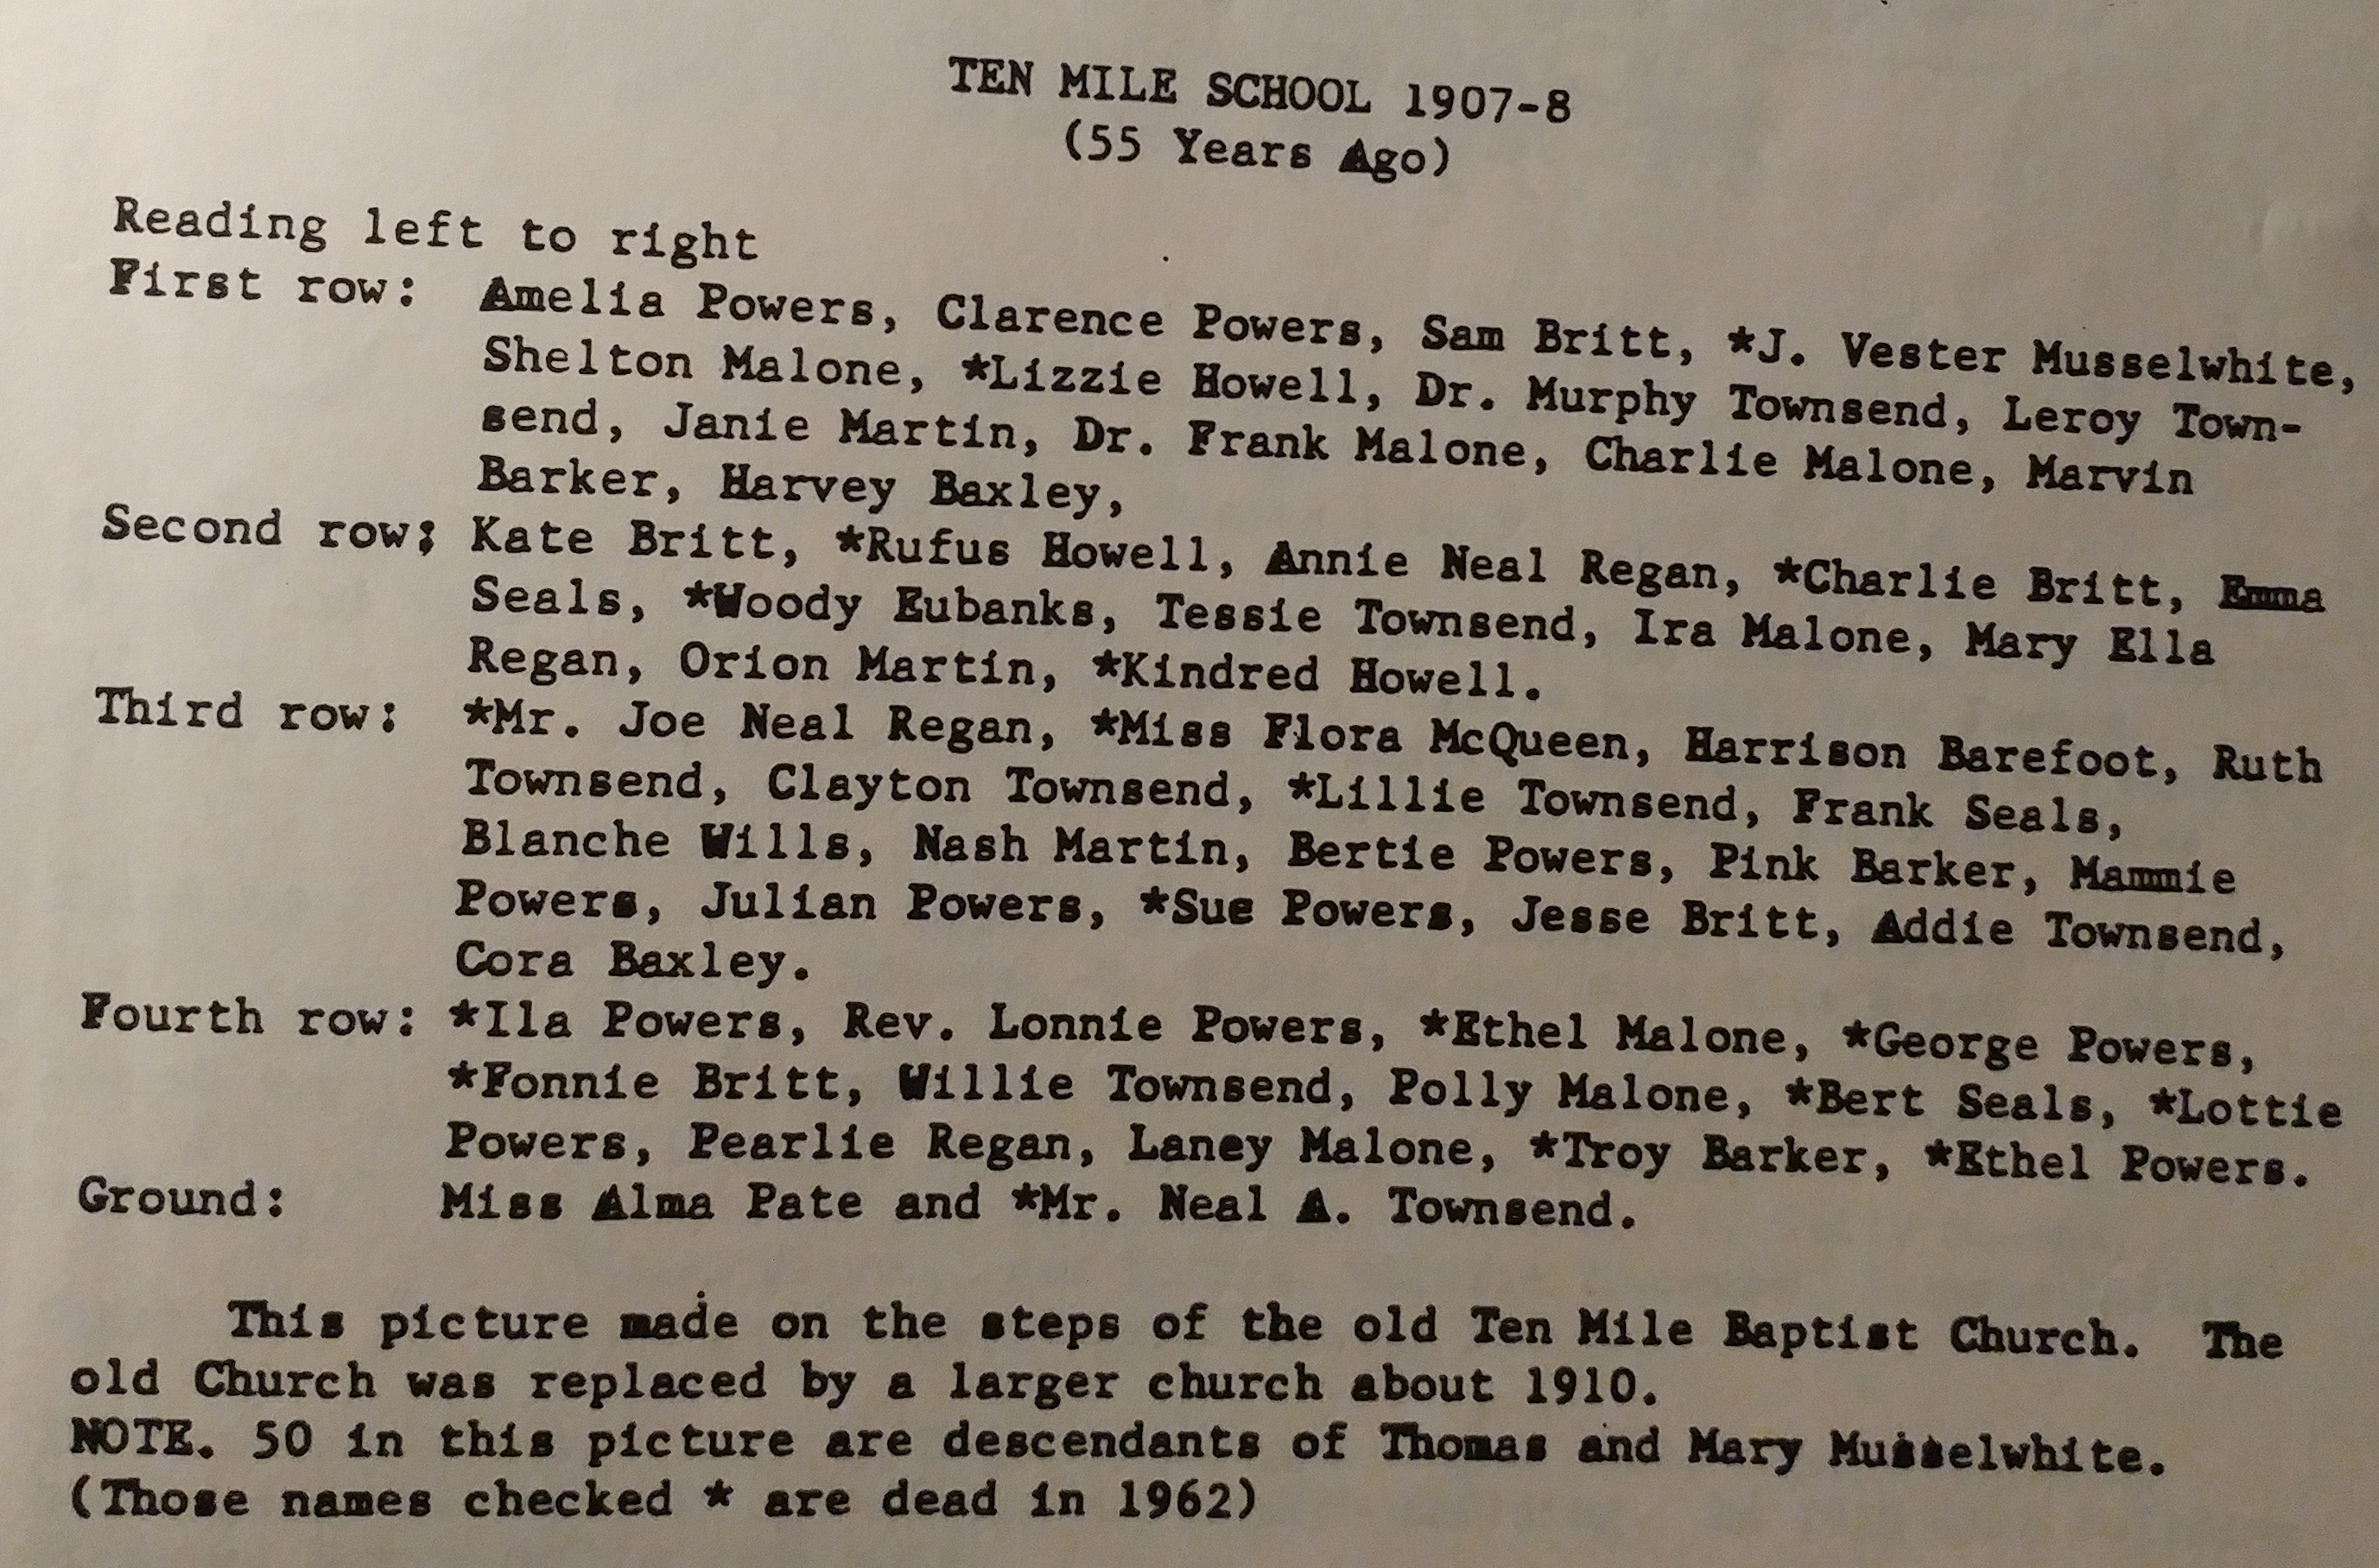 TEN MILE SCHOOL 1907-8
(55 Years Ago)
Reading left to right
First row: Amelia Powers, Clarence Powers, Sam Britt, *J. Vester Musselwhite,
Shelton Malone, *Lizzie Howell, Dr. Murphy Townsend, Leroy Town-
send, Janie Martin, Dr. Frank Malone, Charlie Malone, Marvin
Barker, Harvey Baxley,
Second row; Kate Britt, *Rufus Howell, Annie Neal Regan, *Charlie Britt, Emma
Seals, *Woody Eubanks, Tessie Townsend, Ira Malone, Mary Ella
Regan, Orion Martin, *Kindred Howell.
Third row: *Mr. Joe Neal Regan, *Miss Flora McQueen, Harrison Barefoot, Ruth
Townsend, Clayton Townsend, *Lillie Townsend, Frank Seals,
Blanche Wills, Nash Martin, Bertie Powers, Pink Barker, Mammie
Powers, Julian Powers, *Sue Powers, Jesse Britt, Addie Townsend,
Cora Baxley.
Fourth row: *Ila Powers, Rev. Lonnie Powers, *Ethel Malone, *George Powers,
*Fonnie Britt, Willie Townsend, Polly Malone, *Bert Seals, *Lottie
Powers, Pearlie Regan, Laney Malone, *Troy Barker, *Ethel Powers.
Ground: Miss Alma Pate and *Mr. Neal A. Townsend.
This picture made on the steps of the old Ten Mile Baptist Church. The
old Church was replaced by a larger church about 1910.
NOTE. 50 in this picture are descendants of Thomas and Mary Musselwhite.
(Those names checked * are dead in 1962)